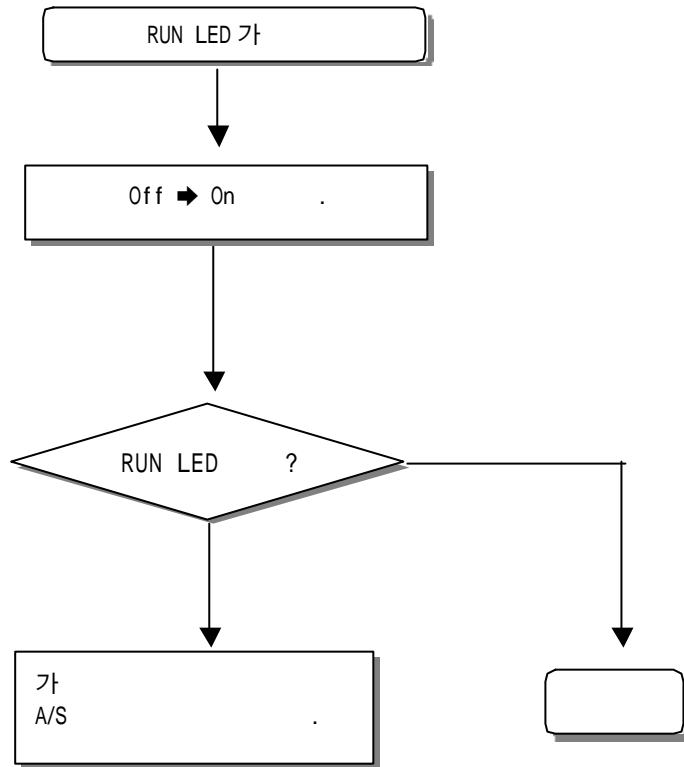 RUN LED 가
Off ➡ On .
RUN LED ?
가
A/S .